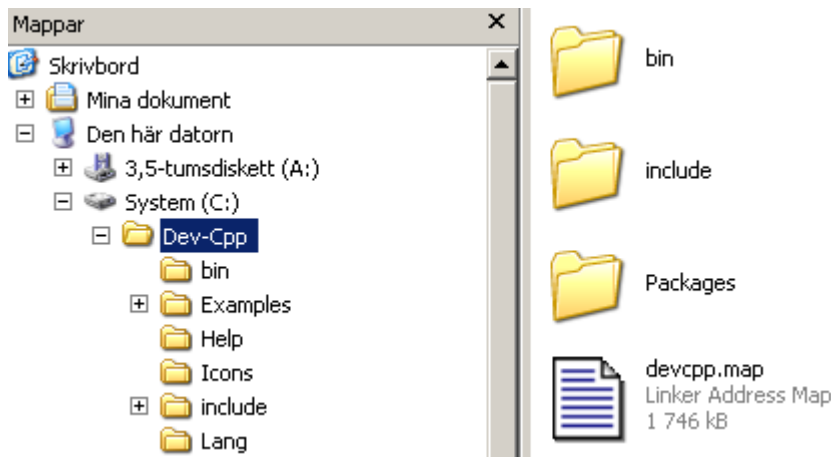 Mappar
Skrivbord
Mina dokument
Den här datorn
3,5-tumsdiskett (A:)
System (C:)
Dev-Cpp
bin
Examples
Help
Icons
include
Lang
bin
include
Packages
devcpp.map
Linker Address Map
1 746 kB